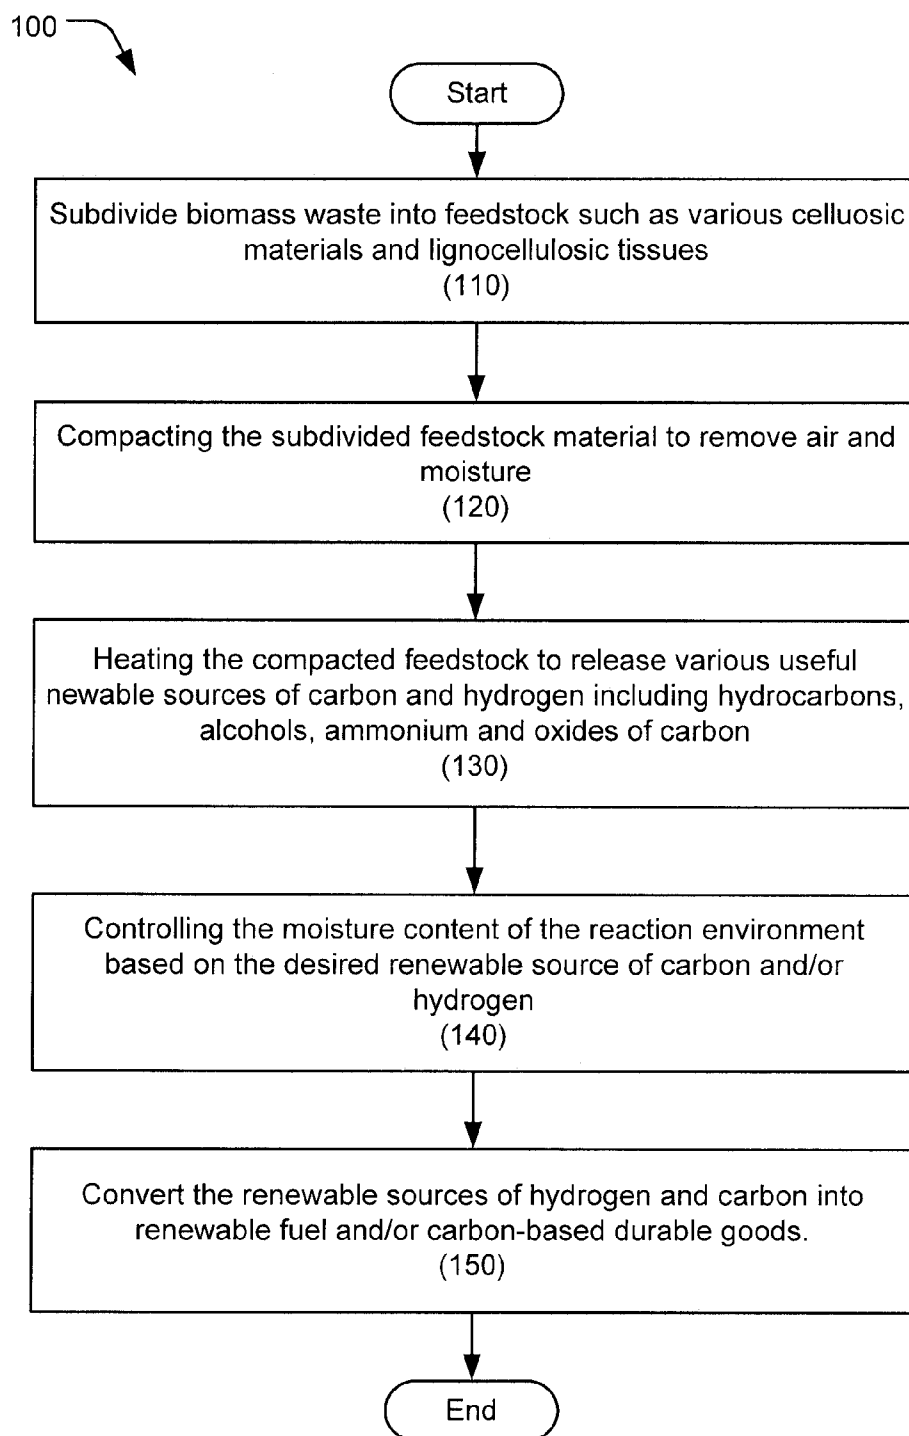 100
Start
Subdivide biomass waste into feedstock such as various celluosic
materials and lignocellulosic tissues
(110)
Compacting the subdivided feedstock material to remove air and
moisture
(120)
Heating the compacted feedstock to release various useful
newable sources of carbon and hydrogen including hydrocarbons,
alcohols, ammonium and oxides of carbon
(130)
Controlling the moisture content of the reaction environment
based on the desired renewable source of carbon and/or
hydrogen
(140)
Convert the renewable sources of hydrogen and carbon into
renewable fuel and/or carbon-based durable goods.
(150)
End